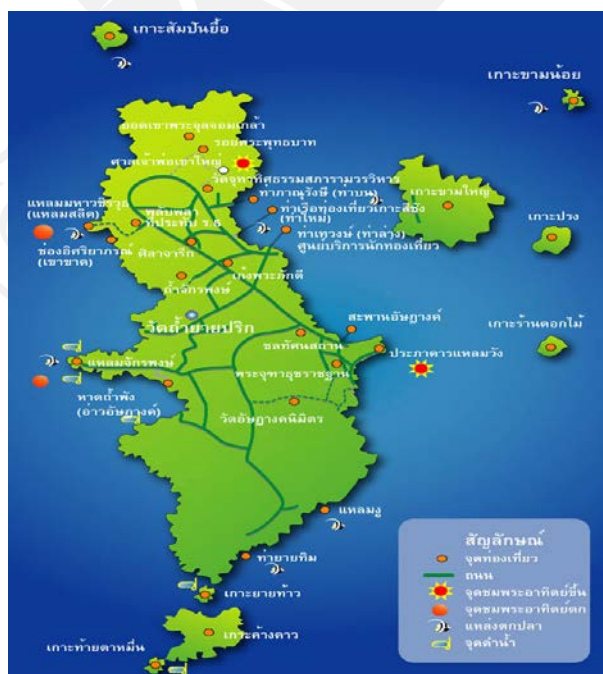 เกาะสัมปันยื้อ
เกาะขามน้อย
ยอดเขาพระจุลจอมเกล้า
รอยพระพุทธบาท
ศาลเจ้าพ่อเขาใหญ่
วัดจุฑาทิศธรรมสภารามวรวิหาร
ท่าภาณุรังษี (ท่าบน)
เกาะขามใหญ่
แหลมมหาวชิราวุธ
(แหลมสลิด)
พลับพลา
ที่ประทับ ร.5
ท่าเรือท่องเที่ยวเกาะสีชัง
(ท่าใหม่)
เกาะปรง
ท่าเทววงษ์ (ท่าล่าง)
ศูนย์บริการนักท่องเที่ยว
ช่องอิศริยาภรณ์
(เขาขาด)
ศิลาจารึก
เก๋งพระภักดี
ถ้ำจักรพงษ์
วัดถ้ำยายปริก
สะพานอัษฎางค์
เกาะร้านดอกไม้
ชลทัศนสถาน
ประภาคารแหลมวัง
แหลมจักรพงษ์
พระจุฑาธุชราชฐาน
หาดถ้ำพัง
(อ่าวอัษฎางค์)
วัดอัษฎางคนิมิตร
แหลมงู
ท่ายายทิม
เกาะยายท้าว
เกาะค้างคาว
เกาะท้ายตาหมื่น
สัญลักษณ์
จุดท่องเที่ยว
ถนน
จุดชมพระอาทิตย์ขึ้น
จุดชมพระอาทิตย์ตก
แหล่งตกปลา
จุดดำน้ำ